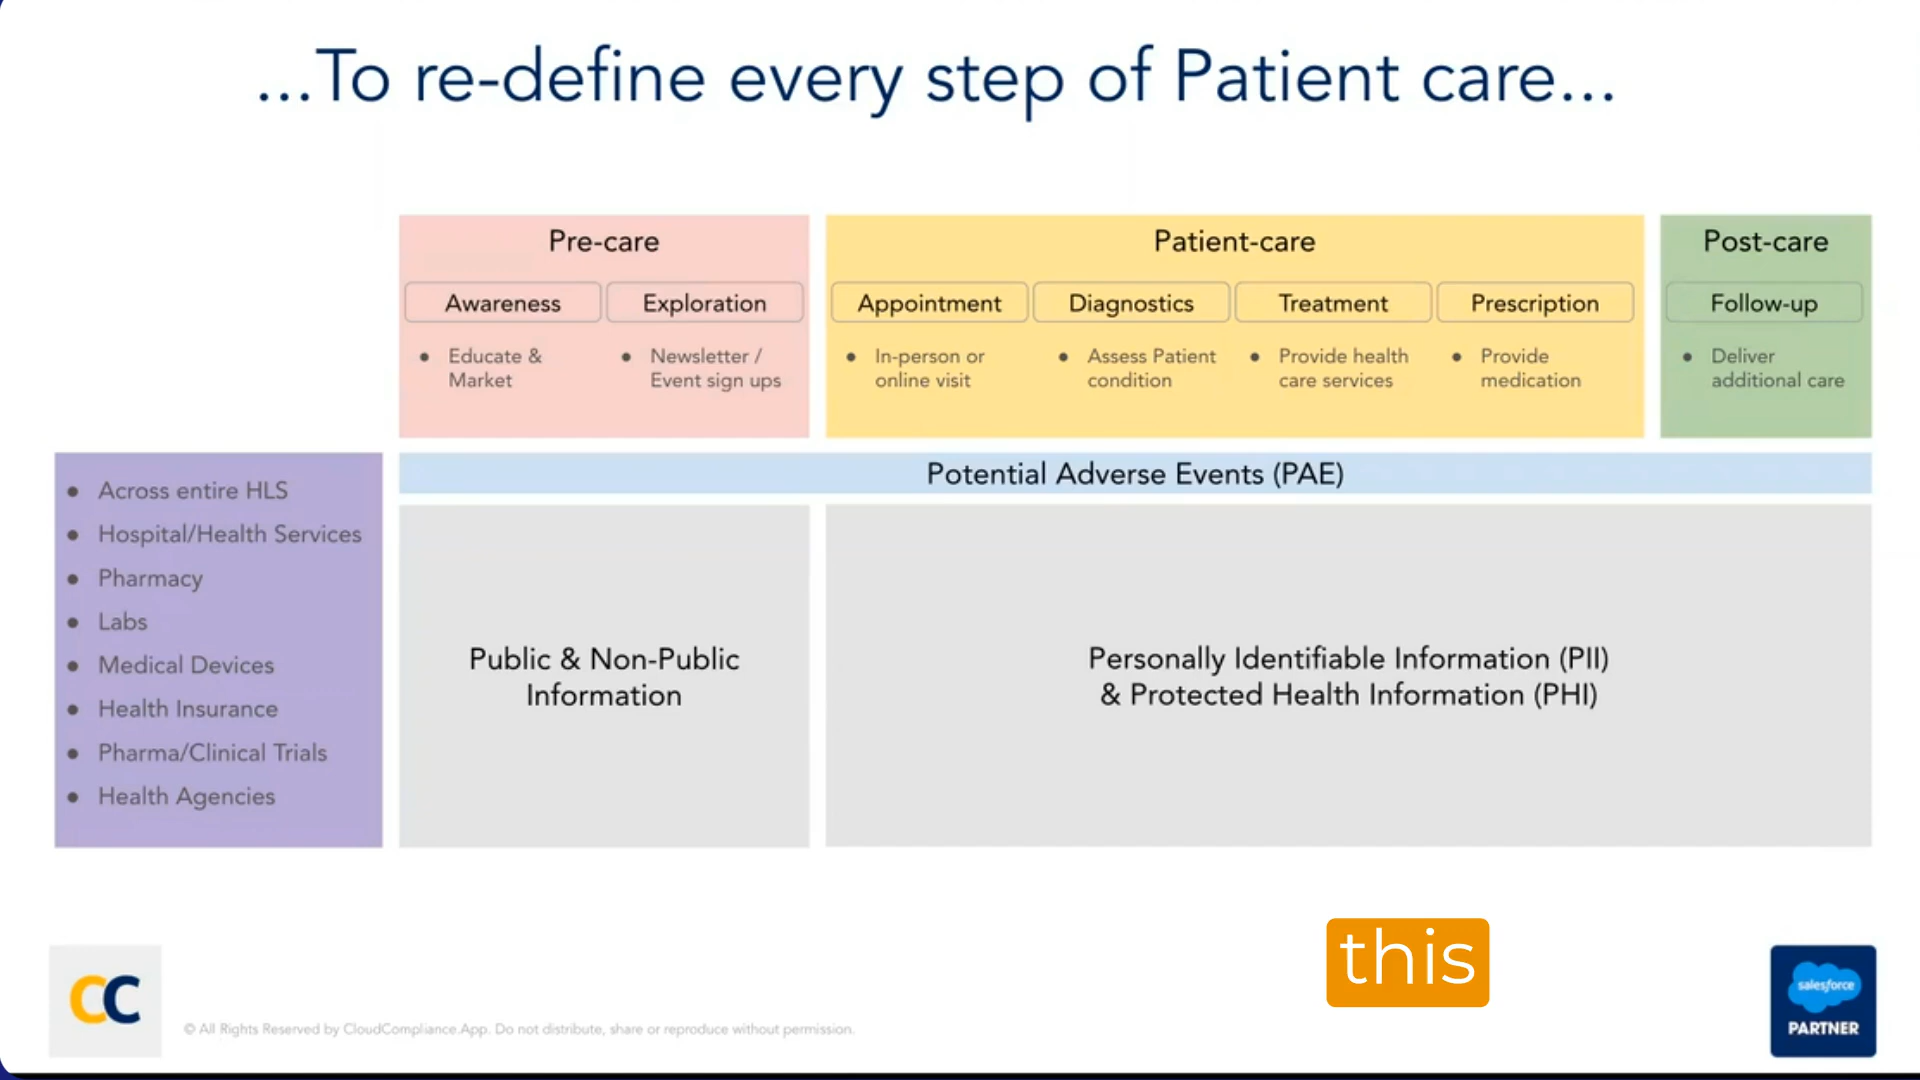 ...To re-define every step of Patient care...
Pre-care
Awareness
Exploration
• Educate &
Market
• Newsletter /
Event sign ups
Patient-care
Appointment
Diagnostics
Treatment
Prescription
• In-person or
online visit
• Assess Patient
condition
• Provide health
care services
• Provide
medication
Post-care
Follow-up
• Deliver
additional care
• Across entire HLS
• Hospital/Health Services
• Pharmacy
• Labs
• Medical Devices
• Health Insurance
• Pharma/Clinical Trials
• Health Agencies
Potential Adverse Events (PAE)
Public & Non-Public
Information
Personally Identifiable Information (PII)
& Protected Health Information (PHI)
this
CC
© All Rights Reserved by CloudCompliance.App. Do not distribute, share or reproduce without permission.
salesforce
PARTNER